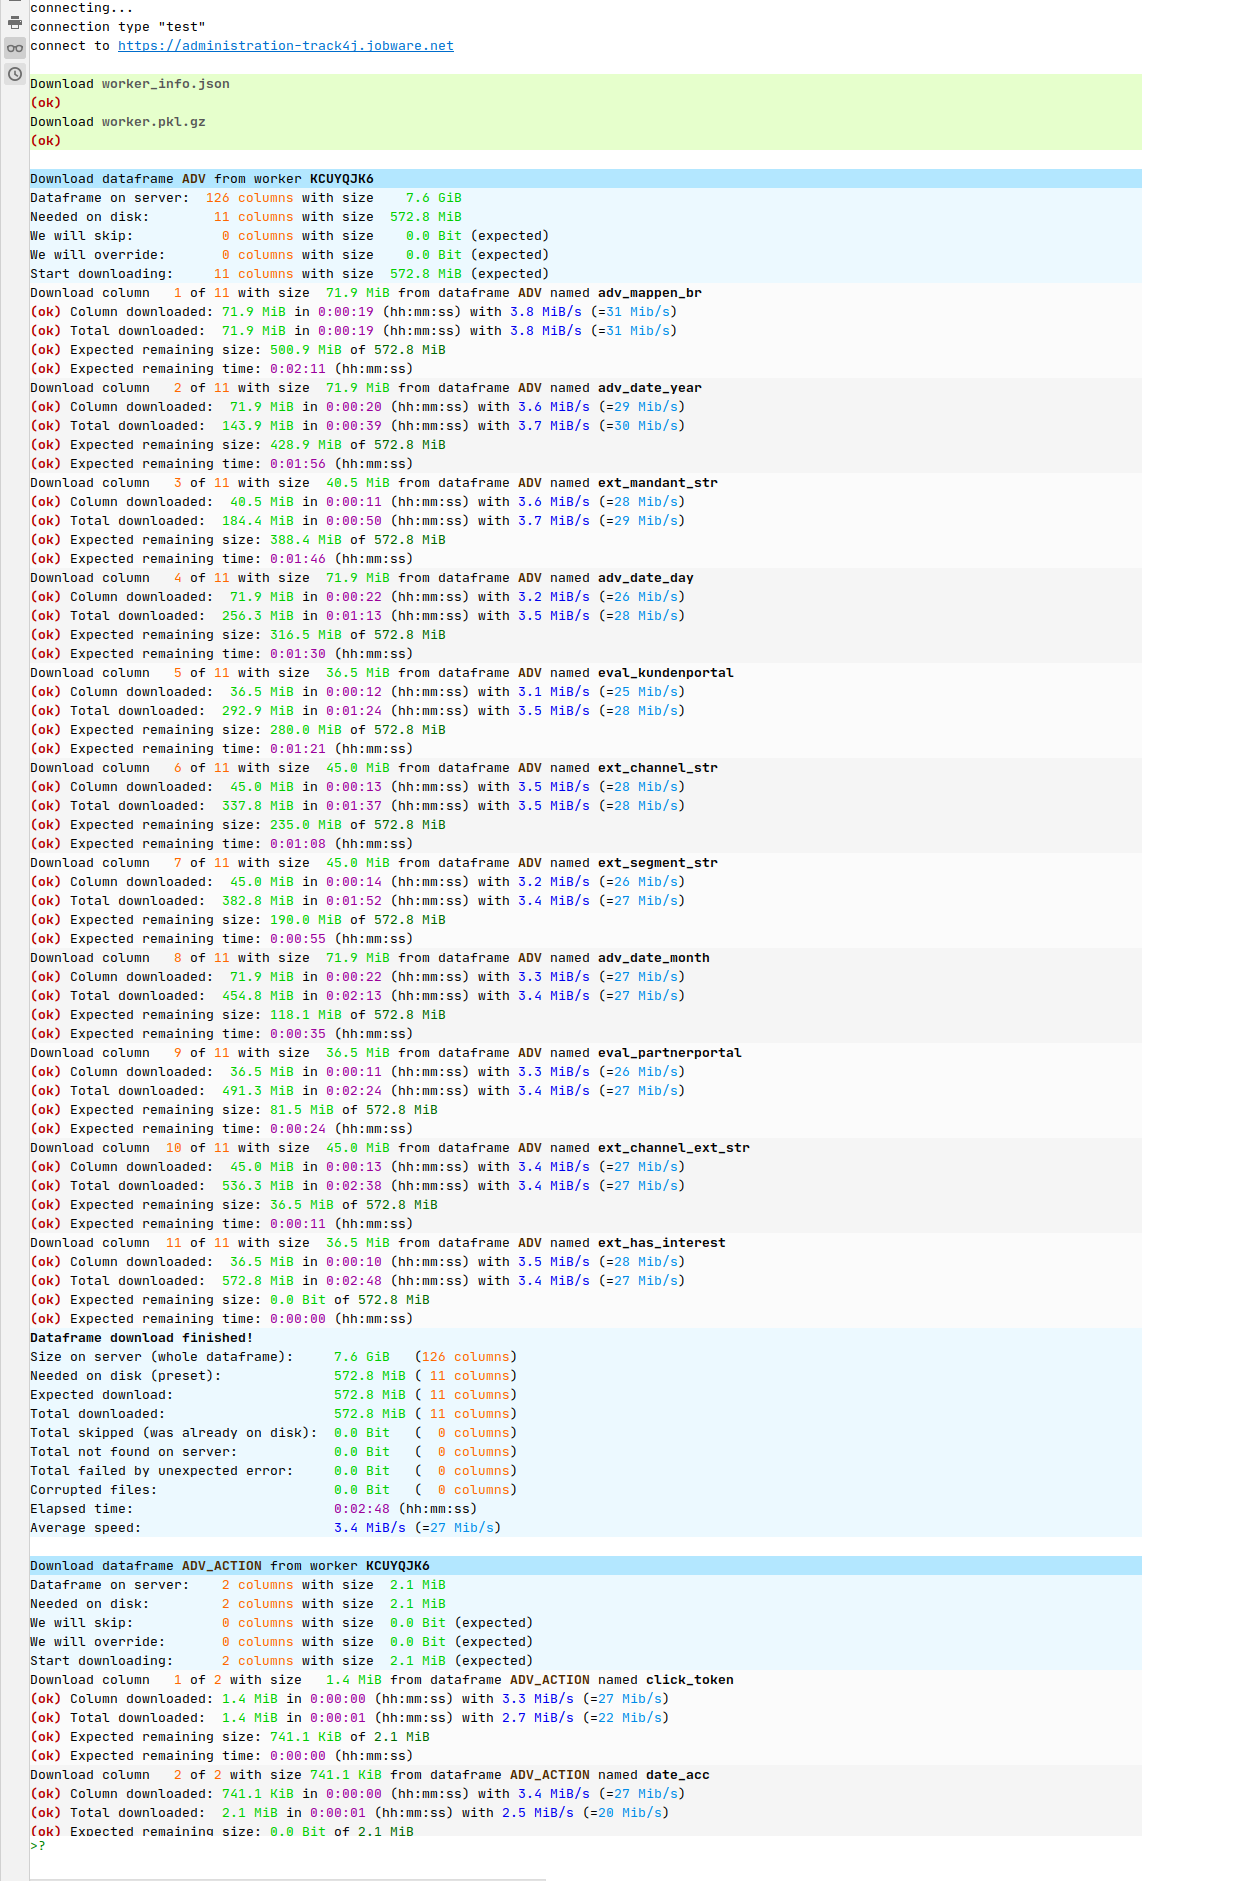 connecting...
connection type "test"
connect to https://administration-track4j.jobware.net
Download worker_info.json
(ok)
Download worker.pkl.gz
(ok)
Download dataframe ADV from worker KCUYQJK6
Dataframe on server:  126 columns with size    7.6 GiB
Needed on disk:        11 columns with size  572.8 MiB
We will skip:           0 columns with size    0.0 Bit (expected)
We will override:       0 columns with size    0.0 Bit (expected)
Start downloading:     11 columns with size  572.8 MiB (expected)
Download column   1 of 11 with size  71.9 MiB from dataframe ADV named adv_mappen_br
(ok) Column downloaded: 71.9 MiB in 0:00:19 (hh:mm:ss) with 3.8 MiB/s (=31 Mib/s)
(ok) Total downloaded:  71.9 MiB in 0:00:19 (hh:mm:ss) with 3.8 MiB/s (=31 Mib/s)
(ok) Expected remaining size: 500.9 MiB of 572.8 MiB
(ok) Expected remaining time: 0:02:11 (hh:mm:ss)
Download column   2 of 11 with size  71.9 MiB from dataframe ADV named adv_date_year
(ok) Column downloaded:  71.9 MiB in 0:00:20 (hh:mm:ss) with 3.6 MiB/s (=29 Mib/s)
(ok) Total downloaded:  143.9 MiB in 0:00:39 (hh:mm:ss) with 3.7 MiB/s (=30 Mib/s)
(ok) Expected remaining size: 428.9 MiB of 572.8 MiB
(ok) Expected remaining time: 0:01:56 (hh:mm:ss)
Download column   3 of 11 with size  40.5 MiB from dataframe ADV named ext_mandant_str
(ok) Column downloaded:  40.5 MiB in 0:00:11 (hh:mm:ss) with 3.6 MiB/s (=28 Mib/s)
(ok) Total downloaded:  184.4 MiB in 0:00:50 (hh:mm:ss) with 3.7 MiB/s (=29 Mib/s)
(ok) Expected remaining size: 388.4 MiB of 572.8 MiB
(ok) Expected remaining time: 0:01:46 (hh:mm:ss)
Download column   4 of 11 with size  71.9 MiB from dataframe ADV named adv_date_day
(ok) Column downloaded:  71.9 MiB in 0:00:22 (hh:mm:ss) with 3.2 MiB/s (=26 Mib/s)
(ok) Total downloaded:  256.3 MiB in 0:01:13 (hh:mm:ss) with 3.5 MiB/s (=28 Mib/s)
(ok) Expected remaining size: 316.5 MiB of 572.8 MiB
(ok) Expected remaining time: 0:01:30 (hh:mm:ss)
Download column   5 of 11 with size  36.5 MiB from dataframe ADV named eval_kundenportal
(ok) Column downloaded:  36.5 MiB in 0:00:12 (hh:mm:ss) with 3.1 MiB/s (=25 Mib/s)
(ok) Total downloaded:  292.9 MiB in 0:01:24 (hh:mm:ss) with 3.5 MiB/s (=28 Mib/s)
(ok) Expected remaining size: 280.0 MiB of 572.8 MiB
(ok) Expected remaining time: 0:01:21 (hh:mm:ss)
Download column   6 of 11 with size  45.0 MiB from dataframe ADV named ext_channel_str
(ok) Column downloaded:  45.0 MiB in 0:00:13 (hh:mm:ss) with 3.5 MiB/s (=28 Mib/s)
(ok) Total downloaded:  337.8 MiB in 0:01:37 (hh:mm:ss) with 3.5 MiB/s (=28 Mib/s)
(ok) Expected remaining size: 235.0 MiB of 572.8 MiB
(ok) Expected remaining time: 0:01:08 (hh:mm:ss)
Download column   7 of 11 with size  45.0 MiB from dataframe ADV named ext_segment_str
(ok) Column downloaded:  45.0 MiB in 0:00:14 (hh:mm:ss) with 3.2 MiB/s (=26 Mib/s)
(ok) Total downloaded:  382.8 MiB in 0:01:52 (hh:mm:ss) with 3.4 MiB/s (=27 Mib/s)
(ok) Expected remaining size: 190.0 MiB of 572.8 MiB
(ok) Expected remaining time: 0:00:55 (hh:mm:ss)
Download column   8 of 11 with size  71.9 MiB from dataframe ADV named adv_date_month
(ok) Column downloaded:  71.9 MiB in 0:00:22 (hh:mm:ss) with 3.3 MiB/s (=27 Mib/s)
(ok) Total downloaded:  454.8 MiB in 0:02:13 (hh:mm:ss) with 3.4 MiB/s (=27 Mib/s)
(ok) Expected remaining size: 118.1 MiB of 572.8 MiB
(ok) Expected remaining time: 0:00:35 (hh:mm:ss)
Download column   9 of 11 with size  36.5 MiB from dataframe ADV named eval_partnerportal
(ok) Column downloaded:  36.5 MiB in 0:00:11 (hh:mm:ss) with 3.3 MiB/s (=26 Mib/s)
(ok) Total downloaded:  491.3 MiB in 0:02:24 (hh:mm:ss) with 3.4 MiB/s (=27 Mib/s)
(ok) Expected remaining size: 81.5 MiB of 572.8 MiB
(ok) Expected remaining time: 0:00:24 (hh:mm:ss)
Download column  10 of 11 with size  45.0 MiB from dataframe ADV named ext_channel_ext_str
(ok) Column downloaded:  45.0 MiB in 0:00:13 (hh:mm:ss) with 3.4 MiB/s (=27 Mib/s)
(ok) Total downloaded:  536.3 MiB in 0:02:38 (hh:mm:ss) with 3.4 MiB/s (=27 Mib/s)
(ok) Expected remaining size: 36.5 MiB of 572.8 MiB
(ok) Expected remaining time: 0:00:11 (hh:mm:ss)
Download column  11 of 11 with size  36.5 MiB from dataframe ADV named ext_has_interest
(ok) Column downloaded:  36.5 MiB in 0:00:10 (hh:mm:ss) with 3.5 MiB/s (=28 Mib/s)
(ok) Total downloaded:  572.8 MiB in 0:02:48 (hh:mm:ss) with 3.4 MiB/s (=27 Mib/s)
(ok) Expected remaining size: 0.0 Bit of 572.8 MiB
(ok) Expected remaining time: 0:00:00 (hh:mm:ss)
Dataframe download finished!
Size on server (whole dataframe):     7.6 GiB   (126 columns)
Needed on disk (preset):              572.8 MiB ( 11 columns)
Expected download:                    572.8 MiB ( 11 columns)
Total downloaded:                     572.8 MiB ( 11 columns)
Total skipped (was already on disk):  0.0 Bit   (  0 columns)
Total not found on server:            0.0 Bit   (  0 columns)
Total failed by unexpected error:     0.0 Bit   (  0 columns)
Corrupted files:                      0.0 Bit   (  0 columns)
Elapsed time:                         0:02:48 (hh:mm:ss)
Average speed:                        3.4 MiB/s (=27 Mib/s)
Download dataframe ADV_ACTION from worker KCUYQJK6
Dataframe on server:    2 columns with size  2.1 MiB
Needed on disk:         2 columns with size  2.1 MiB
We will skip:           0 columns with size  0.0 Bit (expected)
We will override:       0 columns with size  0.0 Bit (expected)
Start downloading:      2 columns with size  2.1 MiB (expected)
Download column   1 of 2 with size   1.4 MiB from dataframe ADV_ACTION named click_token
(ok) Column downloaded: 1.4 MiB in 0:00:00 (hh:mm:ss) with 3.3 MiB/s (=27 Mib/s)
(ok) Total downloaded:  1.4 MiB in 0:00:01 (hh:mm:ss) with 2.7 MiB/s (=22 Mib/s)
(ok) Expected remaining size: 741.1 KiB of 2.1 MiB
(ok) Expected remaining time: 0:00:00 (hh:mm:ss)
Download column   2 of 2 with size 741.1 KiB from dataframe ADV_ACTION named date_acc
(ok) Column downloaded: 741.1 KiB in 0:00:00 (hh:mm:ss) with 3.4 MiB/s (=27 Mib/s)
(ok) Total downloaded:  2.1 MiB in 0:00:01 (hh:mm:ss) with 2.5 MiB/s (=20 Mib/s)
(ok) Expected remaining size: 0.0 Bit of 2.1 MiB
>?